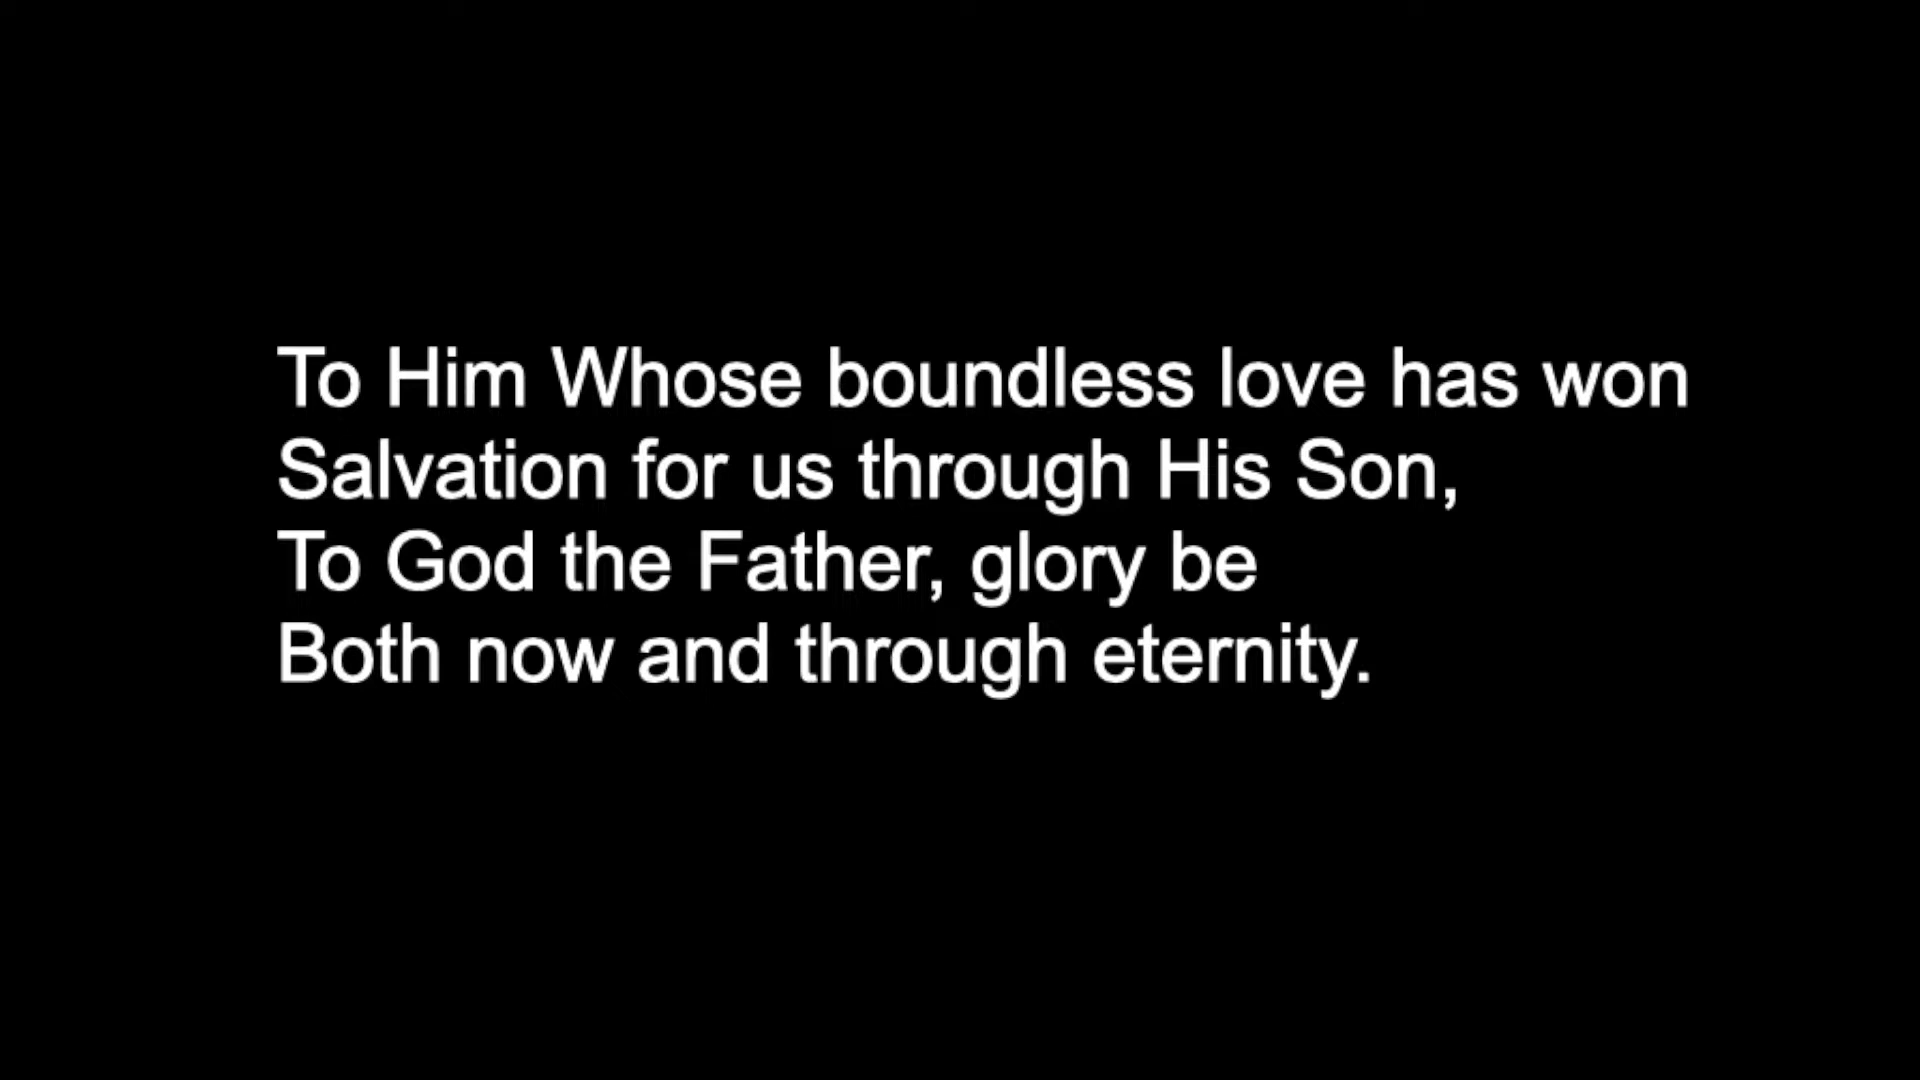 To Him Whose boundless love has won
Salvation for us through His Son,
To God the Father, glory be
Both now and through eternity.